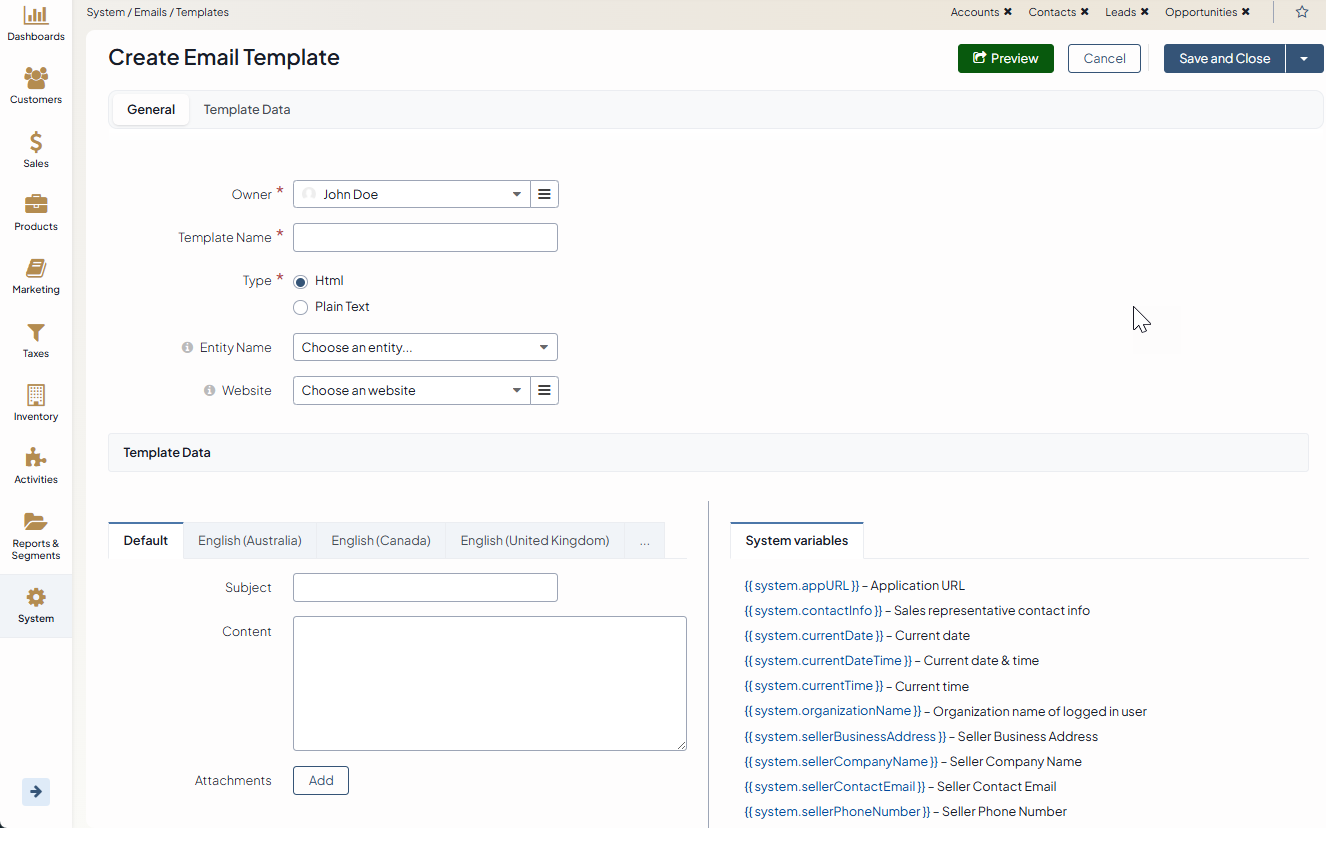 System / Emails / Templates
Accounts ✖ Contacts ✖ Leads ✖ Opportunities ✖
Dashboards
Customers
Sales
Products
Marketing
Taxes
Inventory
Activities
Reports &
Segments
System
Create Email Template
Preview
Cancel
Save and Close
General
Template Data
Owner *
John Doe
Template Name *
Type *
Html
Plain Text
Entity Name
Choose an entity...
Website
Choose a website
Template Data
Default
English (Australia)
English (Canada)
English (United Kingdom)
...
Subject
Content
Attachments
Add
System variables
{{ system.appURL }} – Application URL
{{ system.contactInfo }} – Sales representative contact info
{{ system.currentDate }} – Current date
{{ system.currentDateTime }} – Current date & time
{{ system.currentTime }} – Current time
{{ system.organizationName }} – Organization name of logged in user
{{ system.sellerBusinessAddress }} – Seller Business Address
{{ system.sellerCompanyName }} – Seller Company Name
{{ system.sellerContactEmail }} – Seller Contact Email
{{ system.sellerPhoneNumber }} – Seller Phone Number